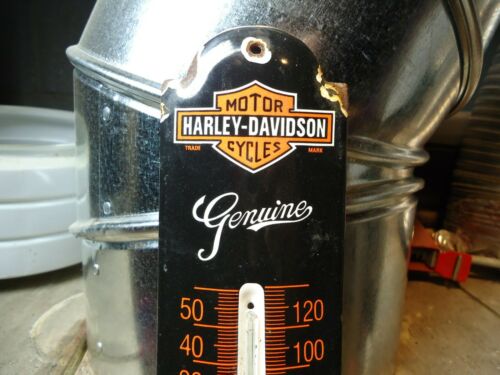 MOTOR
HARLEY-DAVIDSON
TRADE MARK
CYCLES
Genuine
50 120
40 100